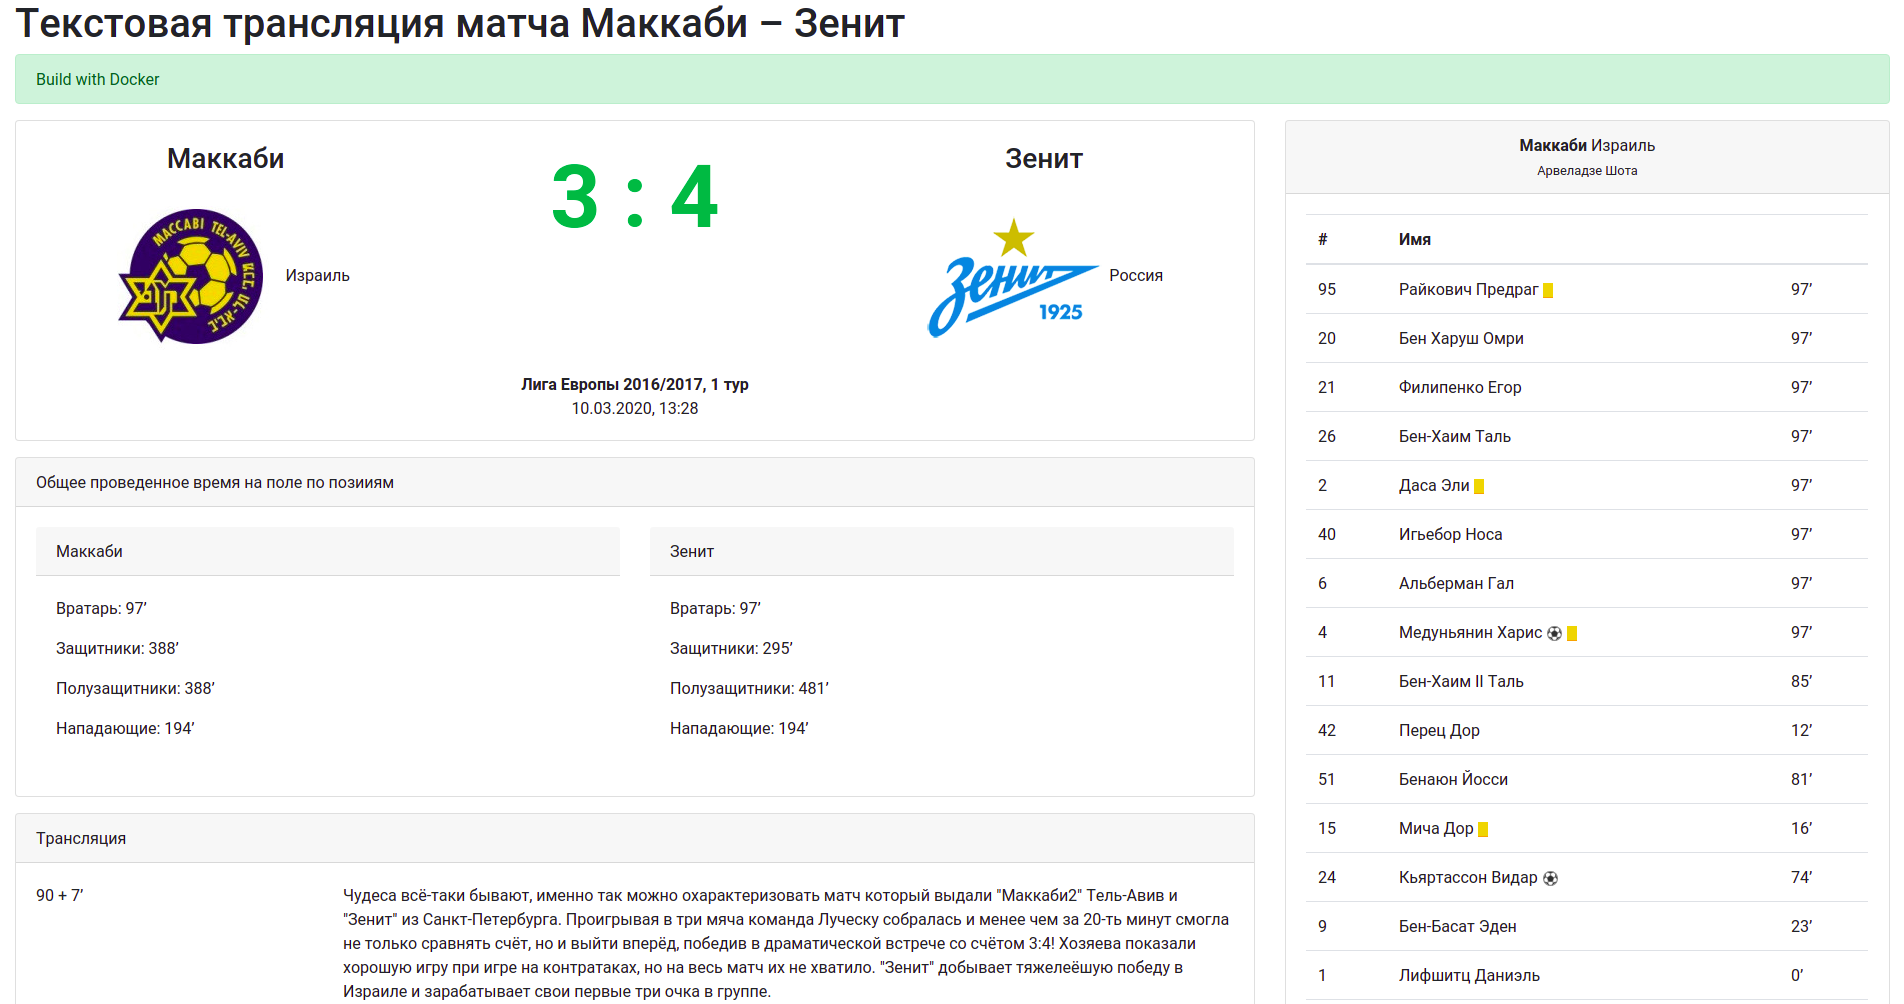 Текстовая трансляция матча Маккаби – Зенит
Build with Docker
Маккаби
3 : 4
Зенит
MACCABI TEL-AVIV
Израиль
Зенит
1925
Россия
Лига Европы 2016/2017, 1 тур
10.03.2020, 13:28
Общее проведенное время на поле по позииям
Маккаби
Вратарь: 97’
Защитники: 388’
Полузащитники: 388’
Нападающие: 194’
Зенит
Вратарь: 97’
Защитники: 295’
Полузащитники: 481’
Нападающие: 194’
Трансляция
90 + 7’
Чудеса всё-таки бывают, именно так можно охарактеризовать матч который выдали "Маккаби2" Тель-Авив и
"Зенит" из Санкт-Петербурга. Проигрывая в три мяча команда Луческу собралась и менее чем за 20-ть минут смогла
не только сравнять счёт, но и выйти вперёд, победив в драматической встрече со счётом 3:4! Хозяева показали
хорошую игру при игре на контратаках, но на весь матч их не хватило. "Зенит" добывает тяжелеёшую победу в
Израиле и зарабатывает свои первые три очка в группе.
Маккаби Израиль
Арвеладзе Шота
# Имя
95 Райкович Предраг 97’
20 Бен Харуш Омри 97’
21 Филипенко Егор 97’
26 Бен-Хаим Таль 97’
2 Даса Эли 97’
40 Игьебор Носа 97’
6 Альберман Гал 97’
4 Медуньянин Харис 97’
11 Бен-Хаим II Таль 85’
42 Перец Дор 12’
51 Бенаюн Йосси 81’
15 Мича Дор 16’
24 Кьяртассон Видар 74’
9 Бен-Басат Эден 23’
1 Лифшитц Даниэль 0’